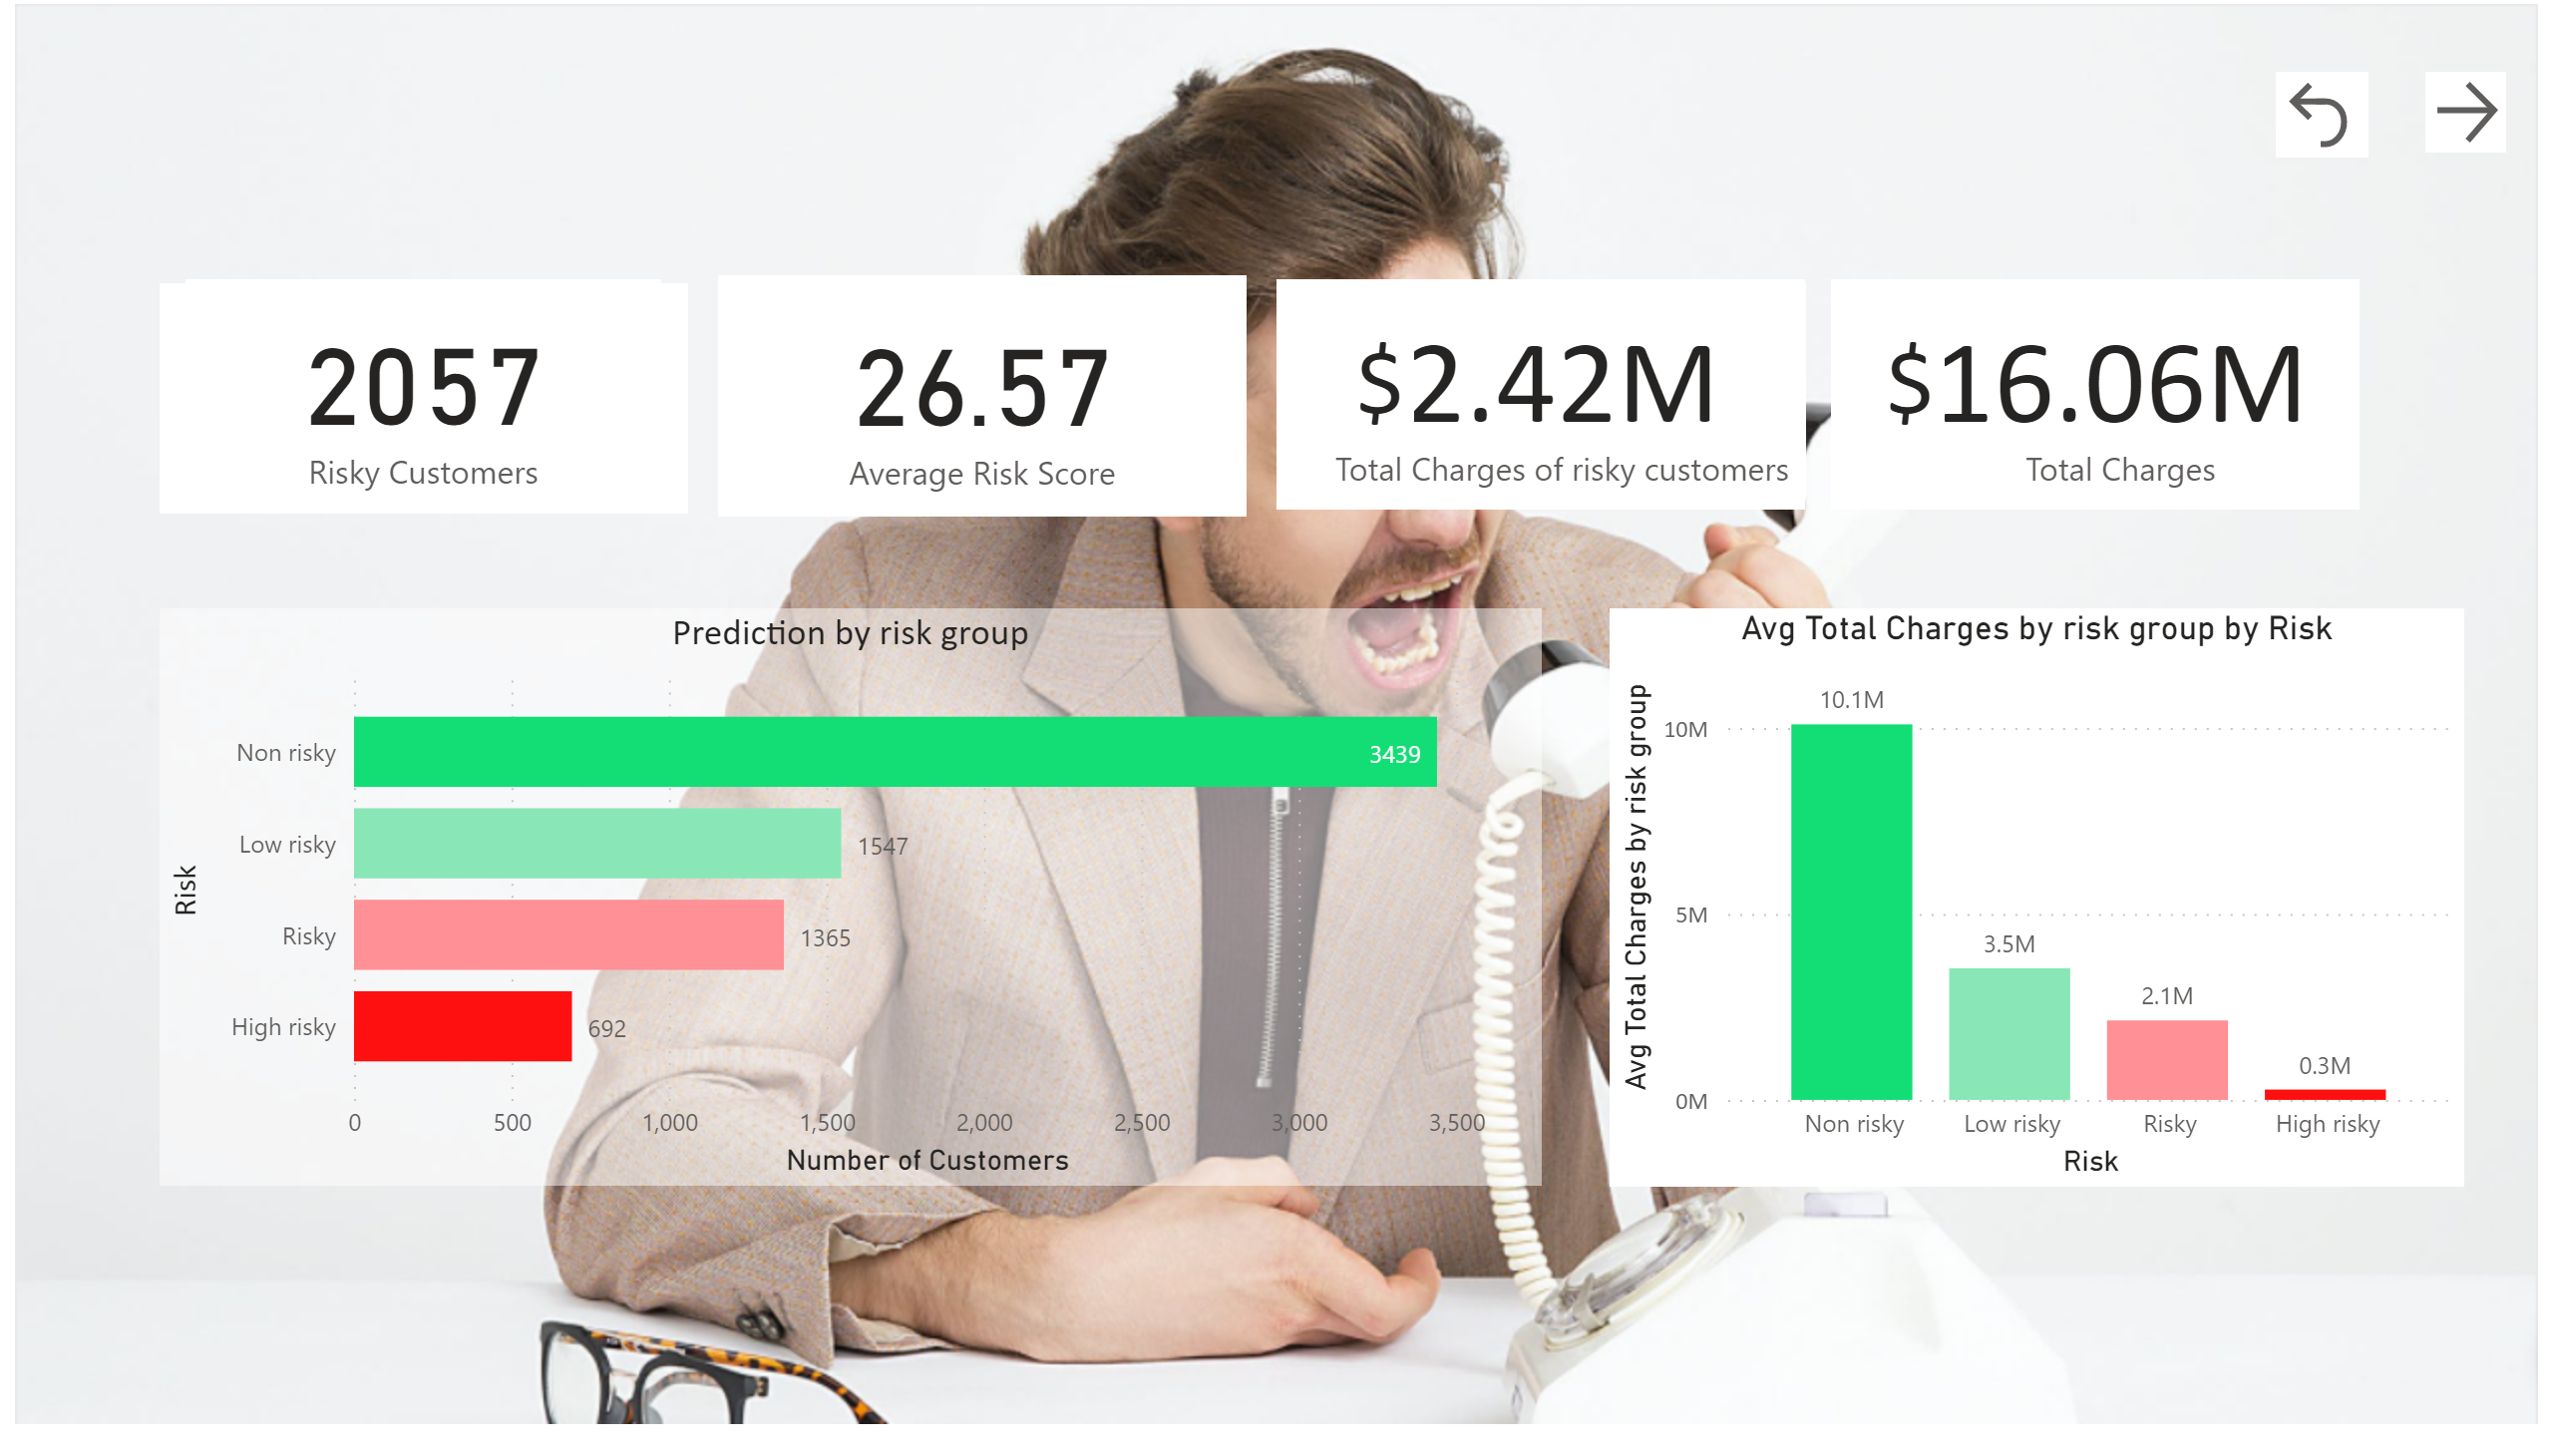 2057
Risky Customers
26.57
Average Risk Score
$2.42M
Total Charges of risky customers
$16.06M
Total Charges
Prediction by risk group
Risk
Non risky
3439
Low risky
1547
Risky
1365
High risky
692
0 500 1,000 1,500 2,000 2,500 3,000 3,500
Number of Customers
Avg Total Charges by risk group by Risk
Avg Total Charges by risk group
10M
5M
0M
10.1M
3.5M
2.1M
0.3M
Non risky Low risky Risky High risky
Risk